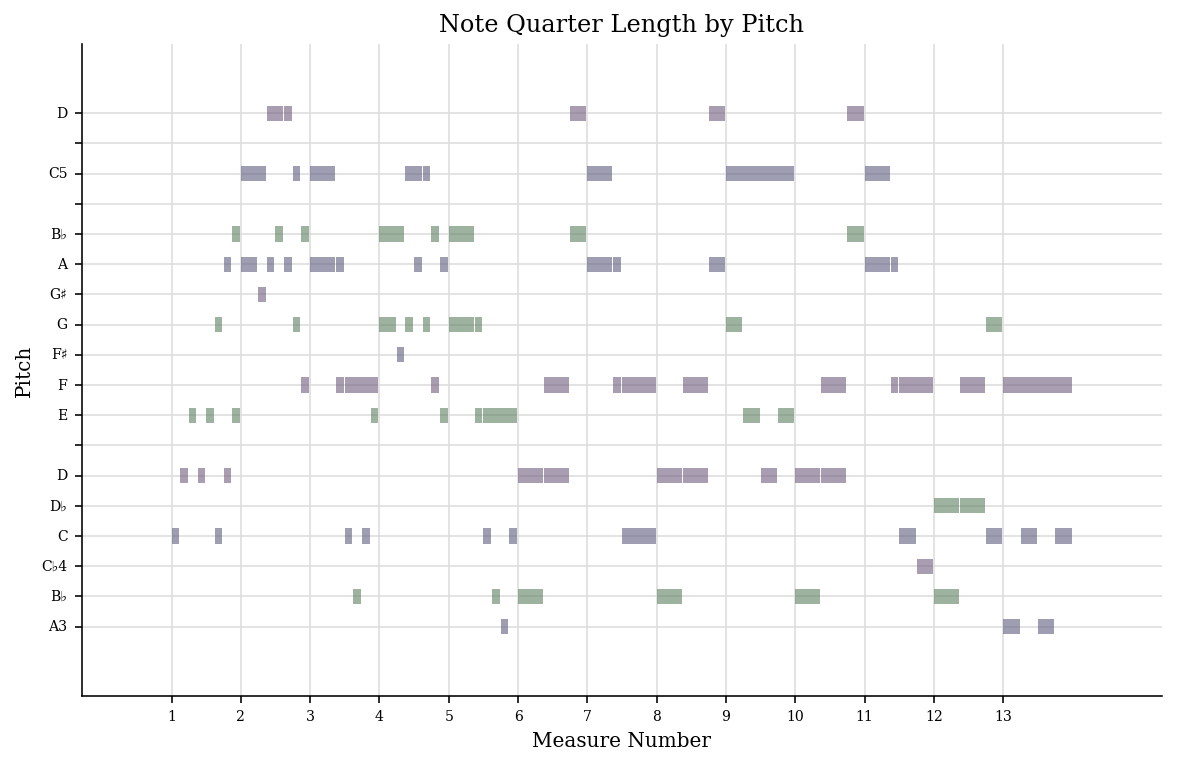 Note Quarter Length by Pitch
D
C5
B♭
A
G♯
G
F♯
F
E
D
D♭
C
C♭4
B♭
A3
Pitch
1 2 3 4 5 6 7 8 9 10 11 12 13
Measure Number